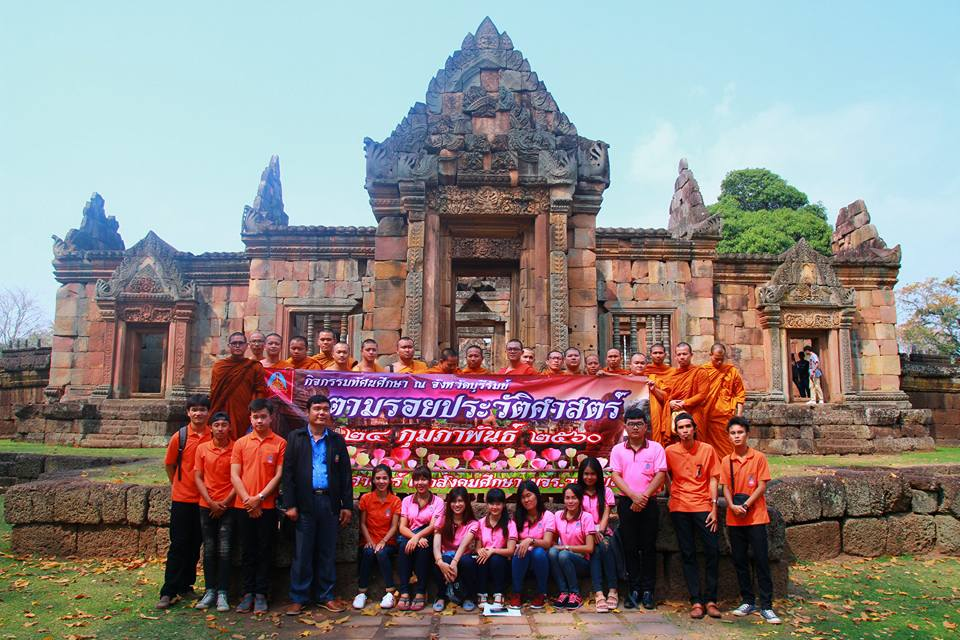 กิจกรรมทัศนศึกษา ณ จังหวัดบุรีรัมย์
ตามรอยประวัติศาสตร์
๒๔ กุมภาพันธ์ ๒๕๖๐